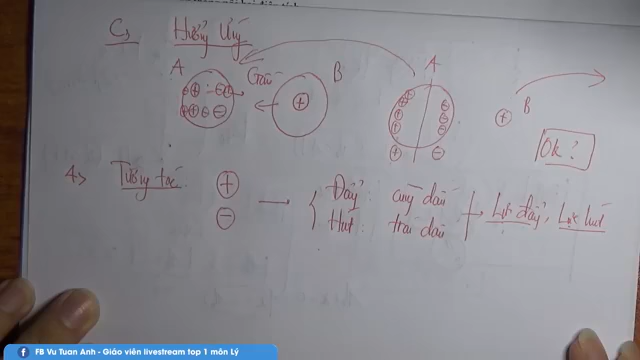 C, Hưởng Ứng
A Gần B A
B
OK?
4> Tương tác: + → { Đẩy: cùng dấu → Lực đẩy, Lực hút
− Hút: trái dấu
FB Vu Tuan Anh - Giáo viên livestream top 1 môn Lý